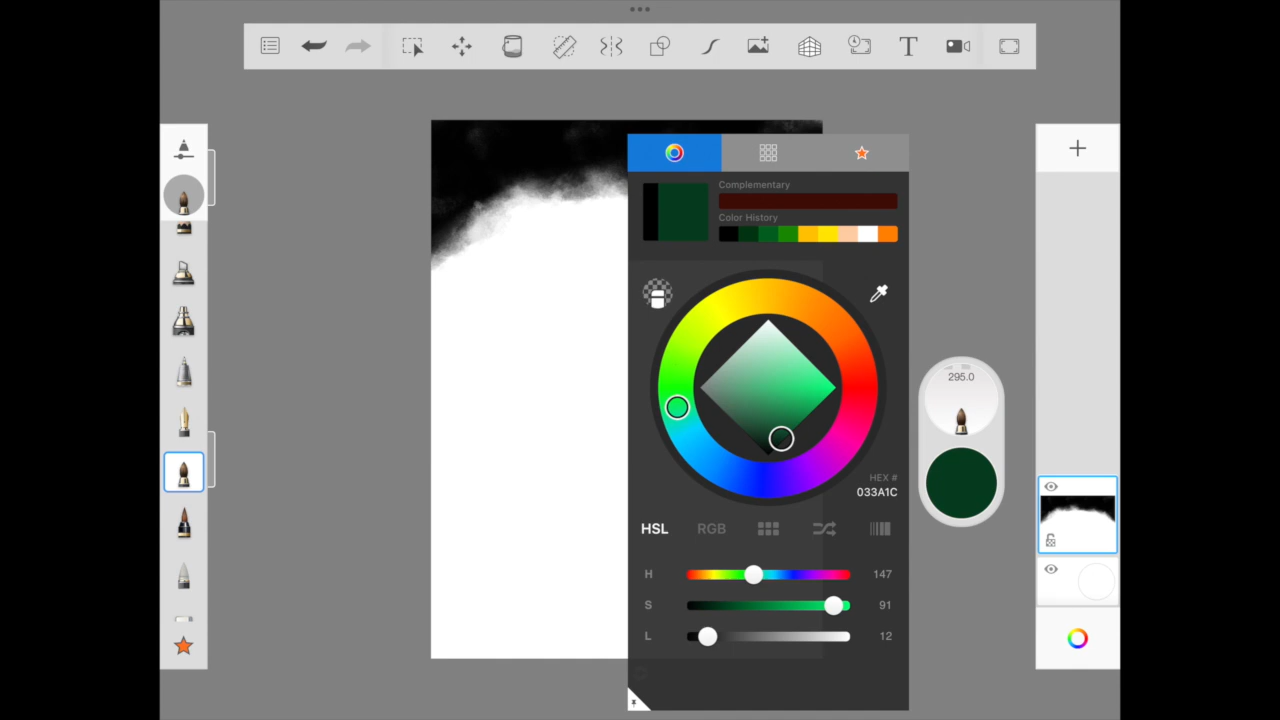 T
Complementary
Color History
295.0
HEX #
033A1C
HSL RGB
H 147
S 91
L 12